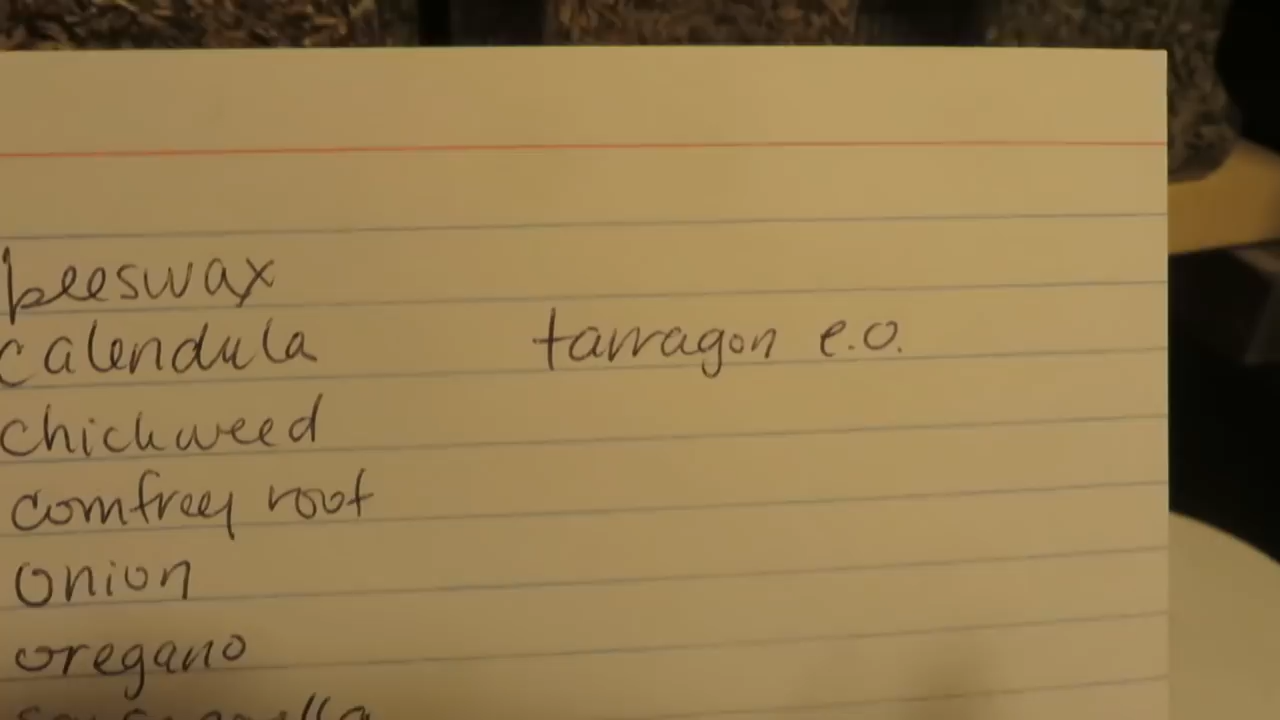 beeswax
calendula tarragon e.o.
chickweed
comfrey root
onion
oregano